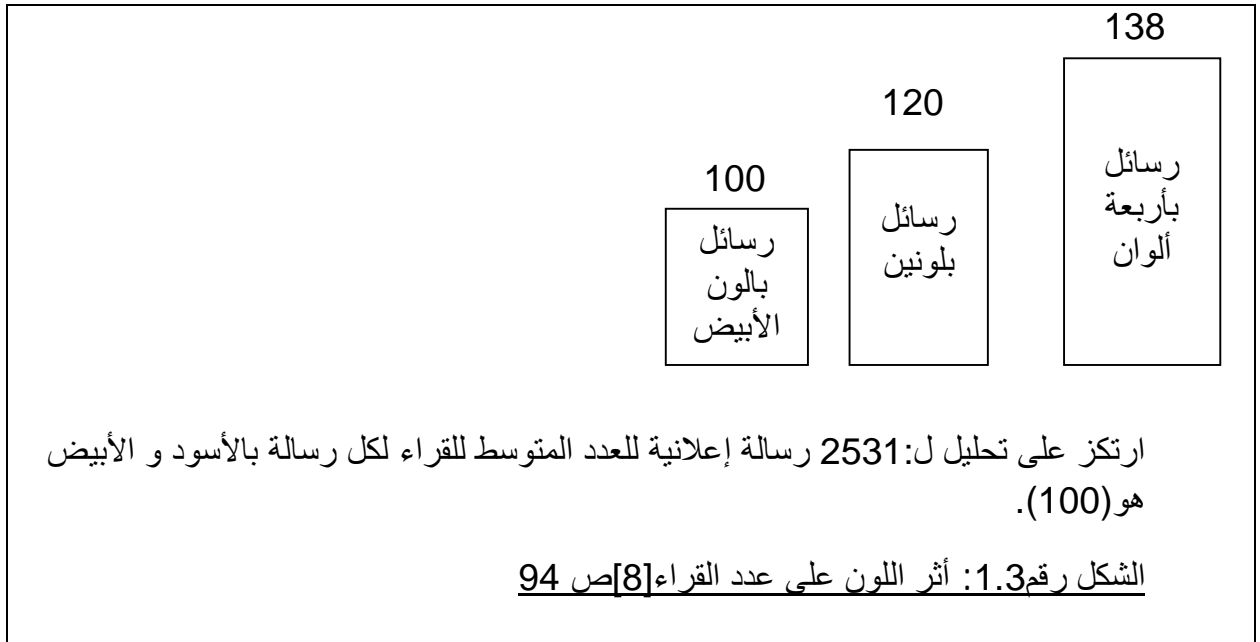 138
رسائل
بأربعة
ألوان
120
رسائل
بلونين
100
رسائل
بالون
الأبيض
ارتكز على تحليل ل:2531 رسالة إعلانية للعدد المتوسط للقراء لكل رسالة بالأسود و الأبيض
هو(100).
الشكل رقم1.3: أثر اللون على عدد القراء[8]ص 94